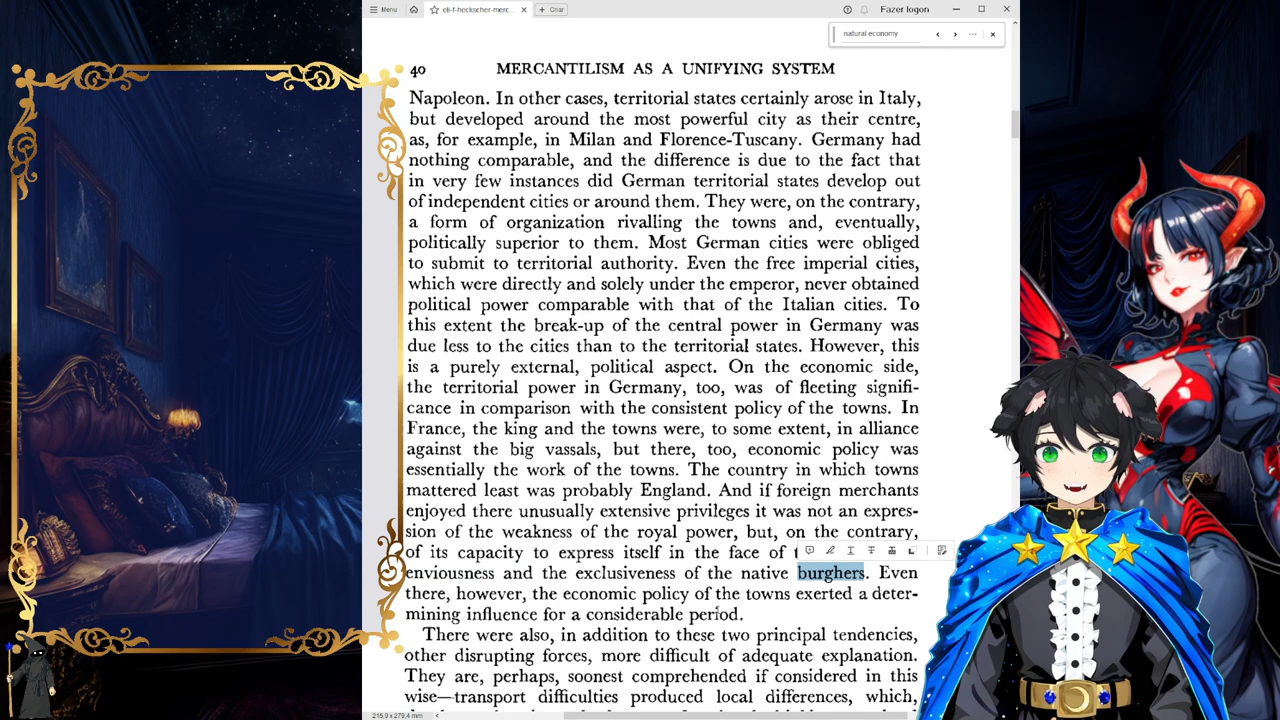 Menu
eli-f-heckscher-merc...
Criar
Fazer logon
natural economy
40 MERCANTILISM AS A UNIFYING SYSTEM
Napoleon. In other cases, territorial states certainly arose in Italy,
but developed around the most powerful city as their centre,
as, for example, in Milan and Florence-Tuscany. Germany had
nothing comparable, and the difference is due to the fact that
in very few instances did German territorial states develop out
of independent cities or around them. They were, on the contrary,
a form of organization rivalling the towns and, eventually,
politically superior to them. Most German cities were obliged
to submit to territorial authority. Even the free imperial cities,
which were directly and solely under the emperor, never obtained
political power comparable with that of the Italian cities. To
this extent the break-up of the central power in Germany was
due less to the cities than to the territorial states. However, this
is a purely external, political aspect. On the economic side,
the territorial power in Germany, too, was of fleeting signifi-
cance in comparison with the consistent policy of the towns. In
France, the king and the towns were, to some extent, in alliance
against the big vassals, but there, too, economic policy was
essentially the work of the towns. The country in which towns
mattered least was probably England. And if foreign merchants
enjoyed there unusually extensive privileges it was not an expres-
sion of the weakness of the royal power, but, on the contrary,
of its capacity to express itself in the face of
enviousness and the exclusiveness of the native burghers. Even
there, however, the economic policy of the towns exerted a deter-
mining influence for a considerable period.
There were also, in addition to these two principal tendencies,
other disrupting forces, more difficult of adequate explanation.
They are, perhaps, soonest comprehended if considered in this
wise—transport difficulties produced local differences, which,
215,9 x 279,4 mm